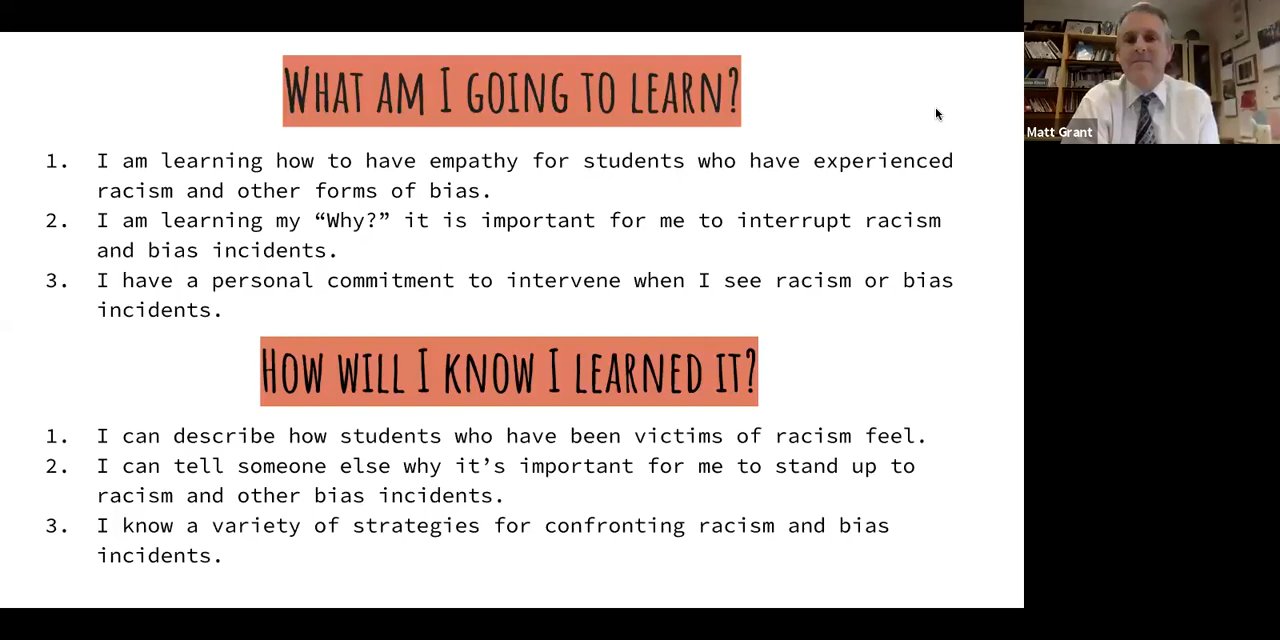 WHAT AM I GOING TO LEARN?
1. I am learning how to have empathy for students who have experienced
racism and other forms of bias.
2. I am learning my “Why?” it is important for me to interrupt racism
and bias incidents.
3. I have a personal commitment to intervene when I see racism or bias
incidents.
HOW WILL I KNOW I LEARNED IT?
1. I can describe how students who have been victims of racism feel.
2. I can tell someone else why it’s important for me to stand up to
racism and other bias incidents.
3. I know a variety of strategies for confronting racism and bias
incidents.
Matt Grant